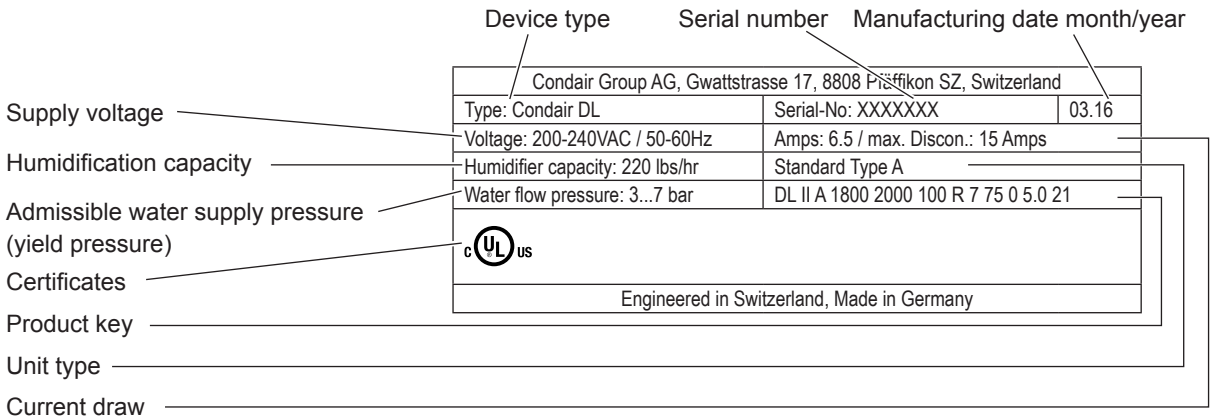 Device type Serial number Manufacturing date month/year
Condair Group AG, Gwattstrasse 17, 8808 Pfäffikon SZ, Switzerland
Supply voltage
Type: Condair DL Serial-No: XXXXXXX 03.16
Voltage: 200-240VAC / 50-60Hz Amps: 6.5 / max. Discon.: 15 Amps
Humidification capacity
Humidifier capacity: 220 lbs/hr Standard Type A
Admissible water supply pressure
(yield pressure)
Water flow pressure: 3...7 bar DL II A 1800 2000 100 R 7 75 0 5.0 21
C UL ® US
Certificates
Engineered in Switzerland, Made in Germany
Product key
Unit type
Current draw